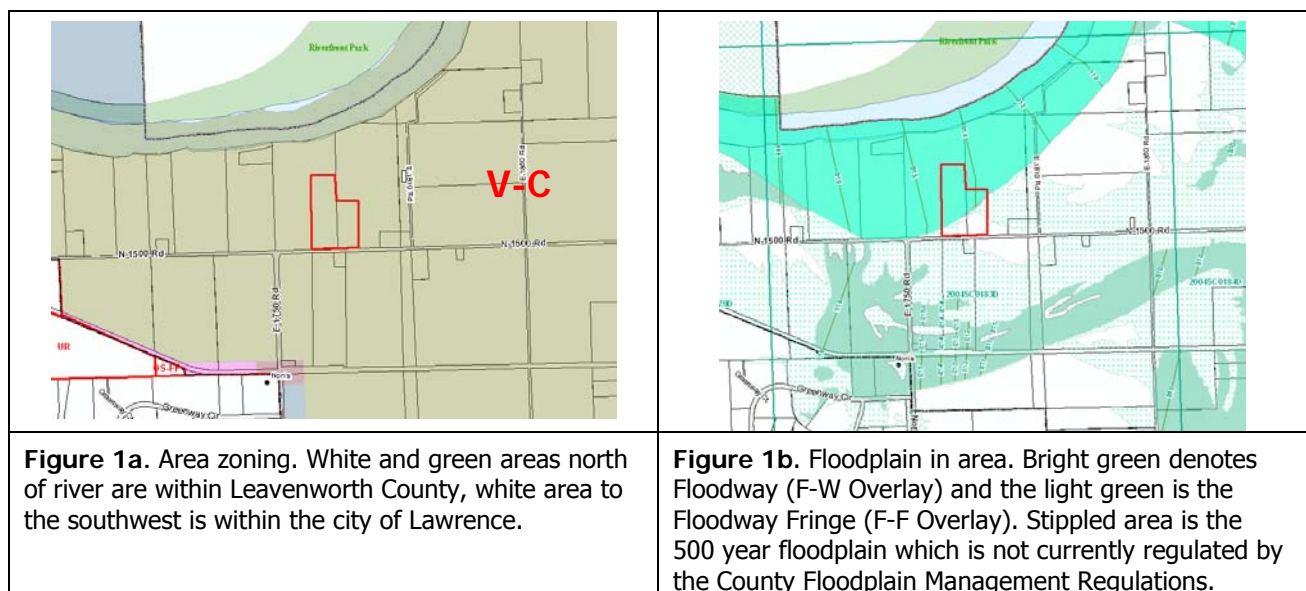 Riverfront Park
V-C
E 1750 Rd
N 1500 Rd
N 1500 Rd
UR
Noria
Greenway Cir
Riverfront Park
N 1500 Rd
N 1500 Rd
E 1750 Rd
20045C0183D
20045C0184D
Noria
Greenway Cir
Figure 1a. Area zoning. White and green areas north
of river are within Leavenworth County, white area to
the southwest is within the city of Lawrence.
Figure 1b. Floodplain in area. Bright green denotes
Floodway (F-W Overlay) and the light green is the
Floodway Fringe (F-F Overlay). Stippled area is the
500 year floodplain which is not currently regulated by
the County Floodplain Management Regulations.